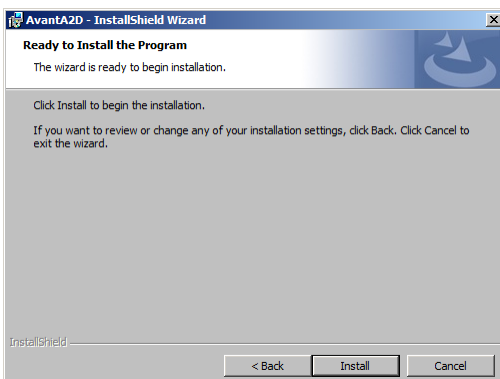 AvantA2D - InstallShield Wizard
Ready to Install the Program
The wizard is ready to begin installation.
Click Install to begin the installation.
If you want to review or change any of your installation settings, click Back. Click Cancel to
exit the wizard.
InstallShield
< Back Install Cancel